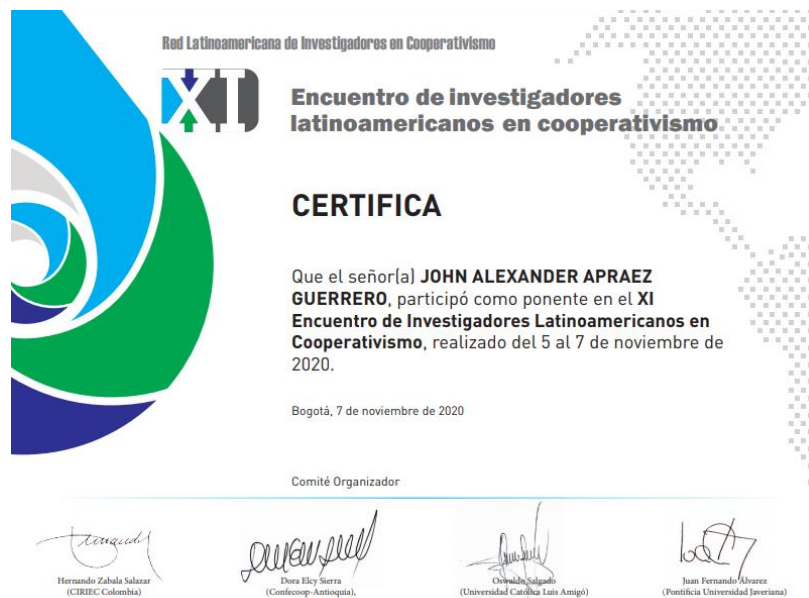 Red Latinoamericana de Investigadores en Cooperativismo
XI
Encuentro de investigadores
latinoamericanos en cooperativismo
CERTIFICA
Que el señor(a) JOHN ALEXANDER APRAEZ
GUERRERO, participó como ponente en el XI
Encuentro de Investigadores Latinoamericanos en
Cooperativismo, realizado del 5 al 7 de noviembre de
2020.
Bogotá, 7 de noviembre de 2020
Comité Organizador
Hernando Zabala Salazar
(CIRIEC Colombia)
Dora Elcy Sierra
(Confecoop-Antioquia),
Oswaldo Salgado
(Universidad Católica Luis Amigó)
Juan Fernando Álvarez
(Pontificia Universidad Javeriana)